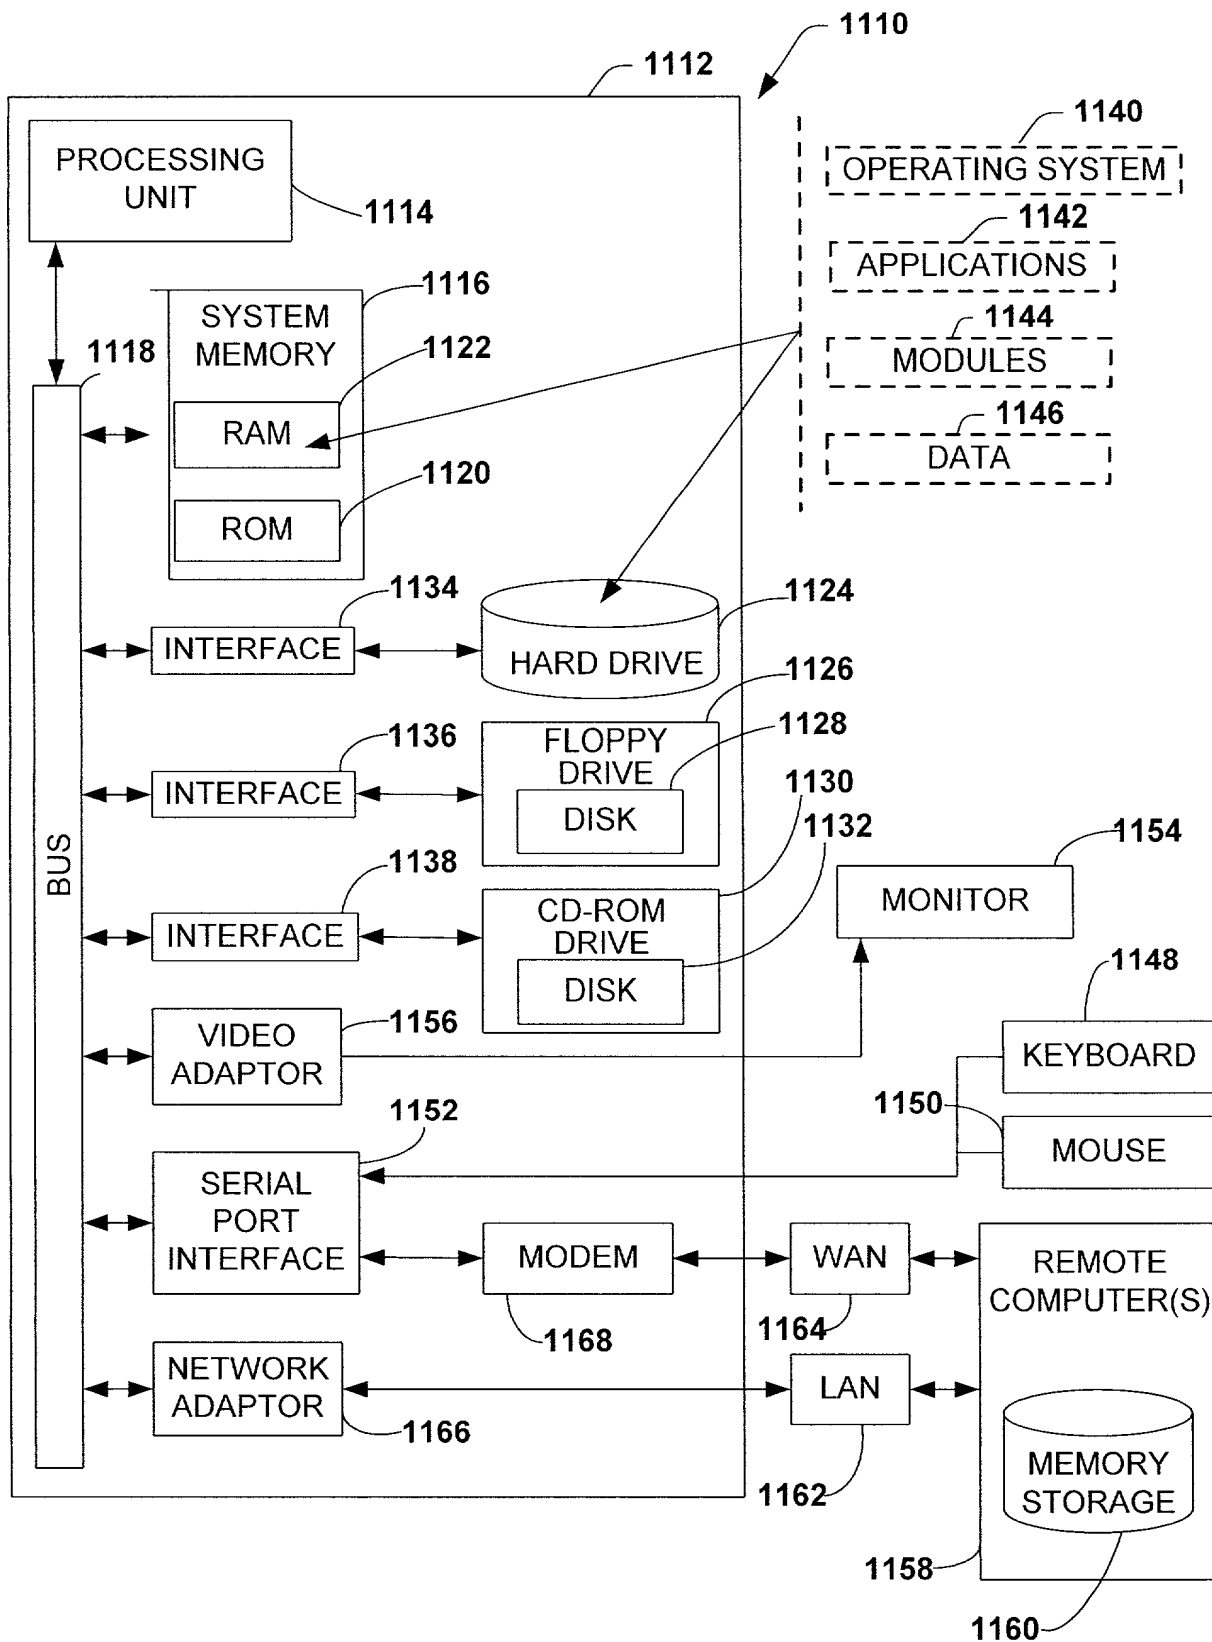 1110
1112
PROCESSING
UNIT
1114
1140
OPERATING SYSTEM
1142
APPLICATIONS
1144
MODULES
1146
DATA
1116
SYSTEM
MEMORY
1118
1122
RAM
1120
ROM
1134
INTERFACE
1124
HARD DRIVE
1126
1136
INTERFACE
FLOPPY
DRIVE
1128
DISK
1130
1132
1138
INTERFACE
CD-ROM
DRIVE
DISK
BUS
1154
MONITOR
1148
KEYBOARD
1156
VIDEO
ADAPTOR
1150
MOUSE
1152
SERIAL
PORT
INTERFACE
MODEM
1168
WAN
1164
REMOTE
COMPUTER(S)
NETWORK
ADAPTOR
1166
LAN
1162
MEMORY
STORAGE
1158
1160